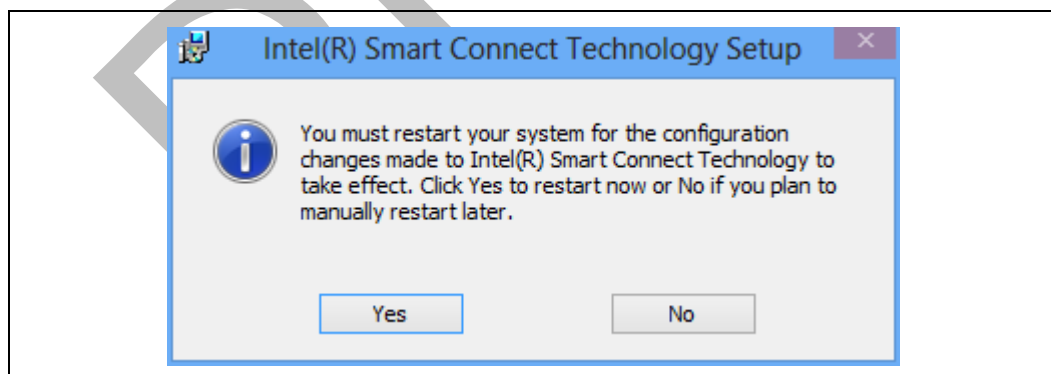 Intel(R) Smart Connect Technology Setup
You must restart your system for the configuration
changes made to Intel(R) Smart Connect Technology to
take effect. Click Yes to restart now or No if you plan to
manually restart later.
Yes No